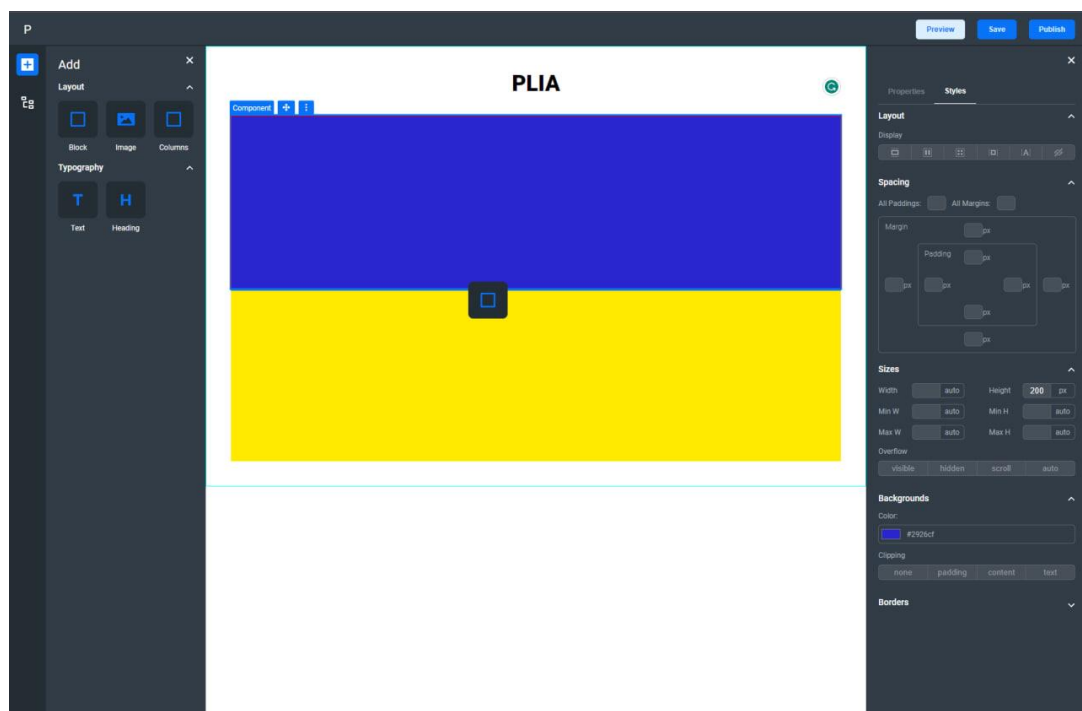 P
Preview Save Publish
Add
Layout
Block Image Columns
Typography
T H
Text Heading
PLIA
Component
Properties Styles
Layout
Display
A
Spacing
All Paddings: All Margins:
Margin
px
Padding
px
px px px px
px
px
Sizes
Width auto Height 200 px
Min W auto Min H auto
Max W auto Max H auto
Overflow
visible hidden scroll auto
Backgrounds
Color:
#2926cf
Clipping
none padding content text
Borders